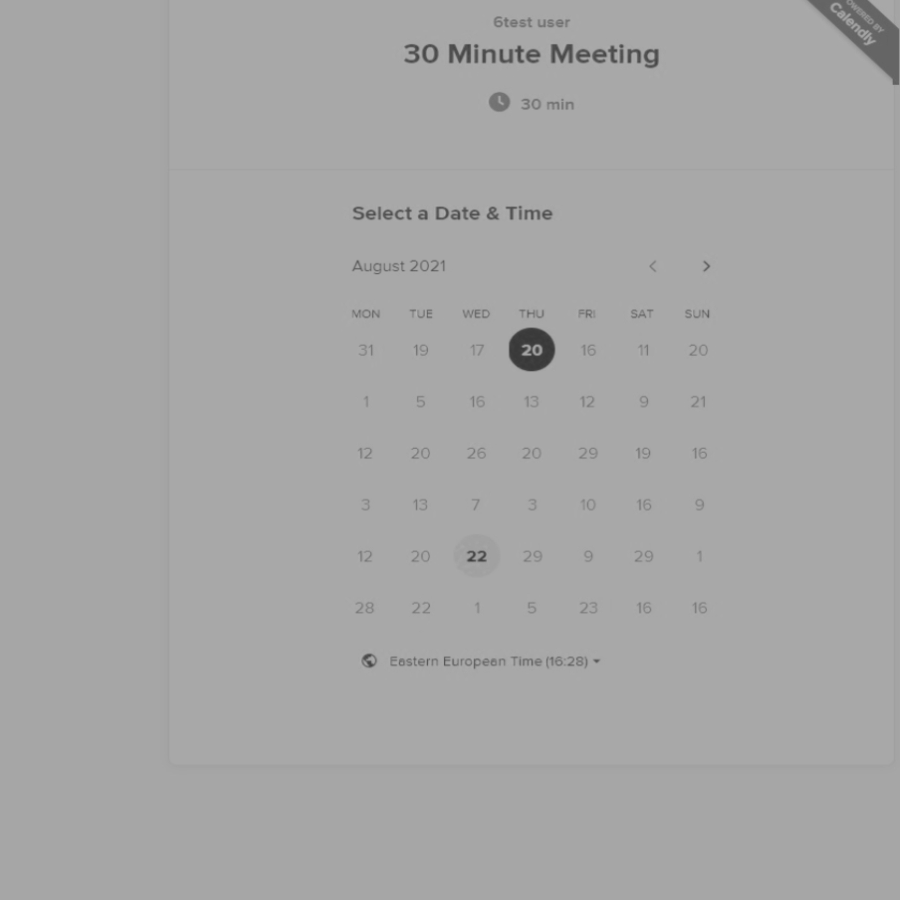 6test user
POWERED BY
Calendly
30 Minute Meeting
30 min
Select a Date & Time
August 2021
MON TUE WED THU FRI SAT SUN
31 19 17 20 16 11 20
1 5 16 13 12 9 21
12 20 26 20 29 19 16
3 13 7 3 10 16 9
12 20 22 29 9 29 1
28 22 1 5 23 16 16
Eastern European Time (16:28)